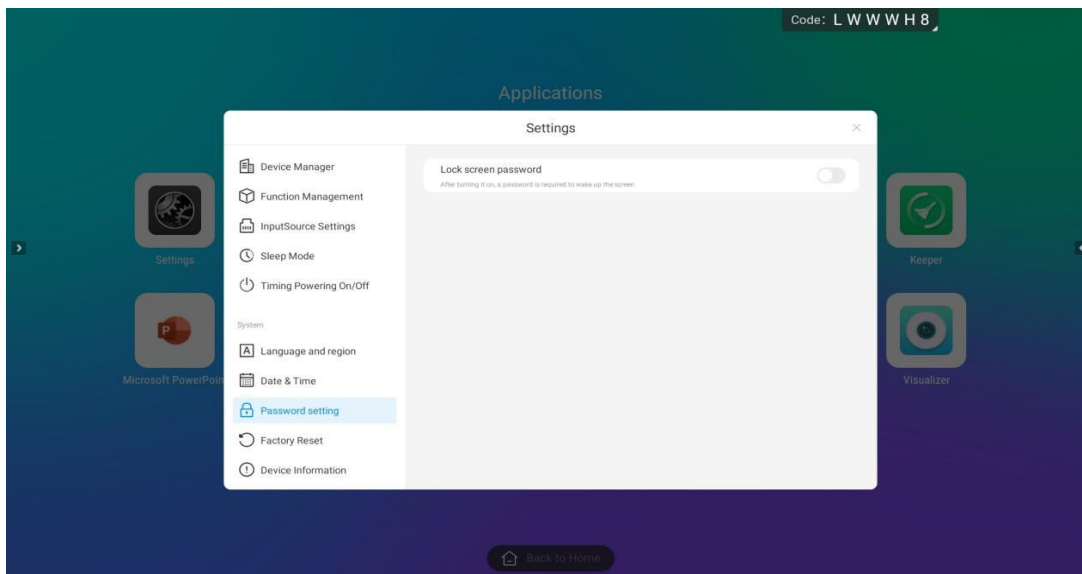 Code: L W W W H 8
Applications
Settings
Device Manager
Function Management
InputSource Settings
Sleep Mode
Timing Powering On/Off
System
Language and region
Date & Time
Password setting
Factory Reset
Device Information
Lock screen password
After turning it on, a password is required to wake up the screen
Settings
Microsoft PowerPoin
Keeper
Visualizer
Back to Home